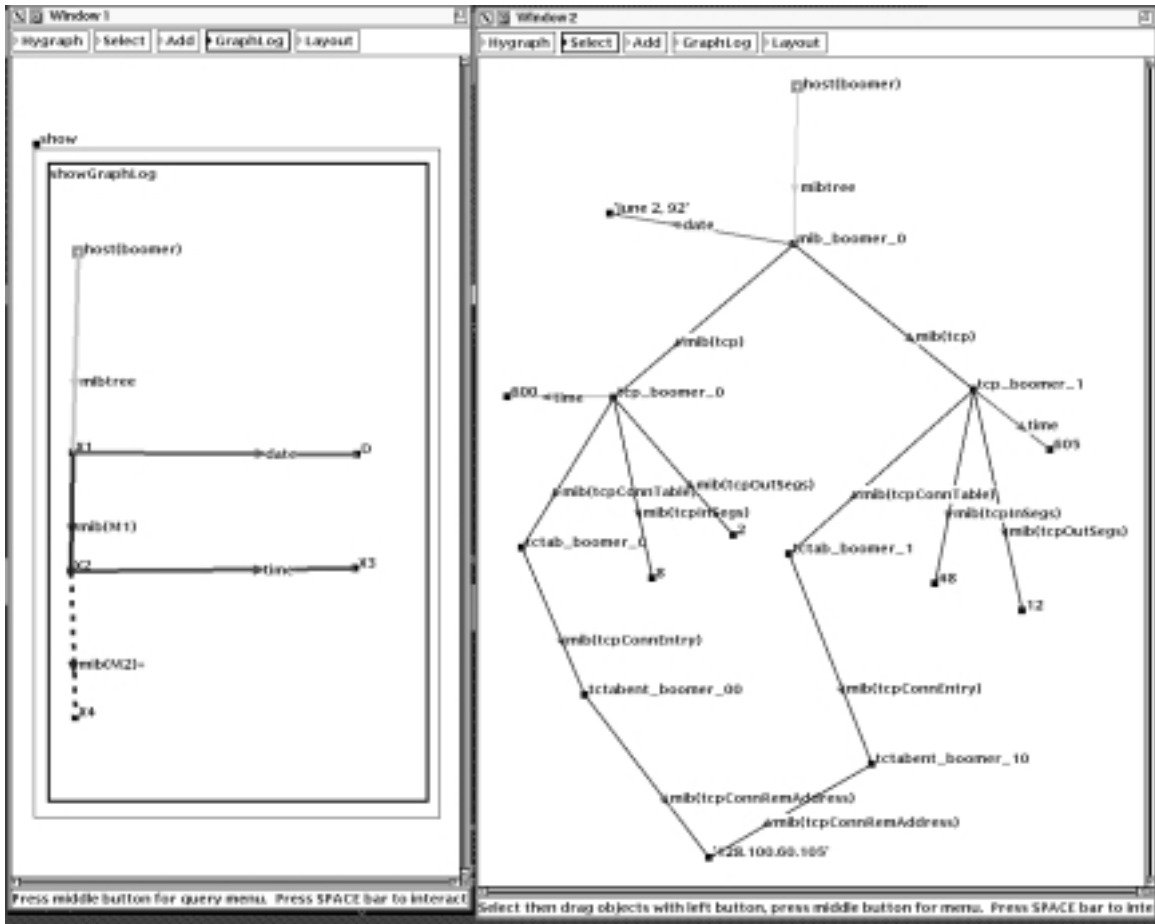 Window 1
Hygraph Select Add GraphLog Layout
show
showGraphLog
host(boomer)
mibtree
X1 date D
mib(M1)
X2 time X3
mib(M2)+
X4
Press middle button for query menu. Press SPACE bar to interact
Window 2
Hygraph Select Add GraphLog Layout
host(boomer)
mibtree
'June 2, 92'
date
mib_boomer_0
mib(tcp) mib(tcp)
600 time tcp_boomer_0 tcp_boomer_1
time
605
mib(tcpConnTable) mib(tcpOutSegs) mib(tcpConnTable)
mib(tcpInSegs) mib(tcpInSegs)
2 mib(tcpOutSegs)
tctab_boomer_0 tctab_boomer_1
8 48
12
mib(tcpConnEntry)
tctabent_boomer_00 mib(tcpConnEntry)
tctabent_boomer_10
mib(tcpConnRemAddress)
mib(tcpConnRemAddress)
'128.100.60.105'
Select then drag objects with left button, press middle button for menu. Press SPACE bar to inte